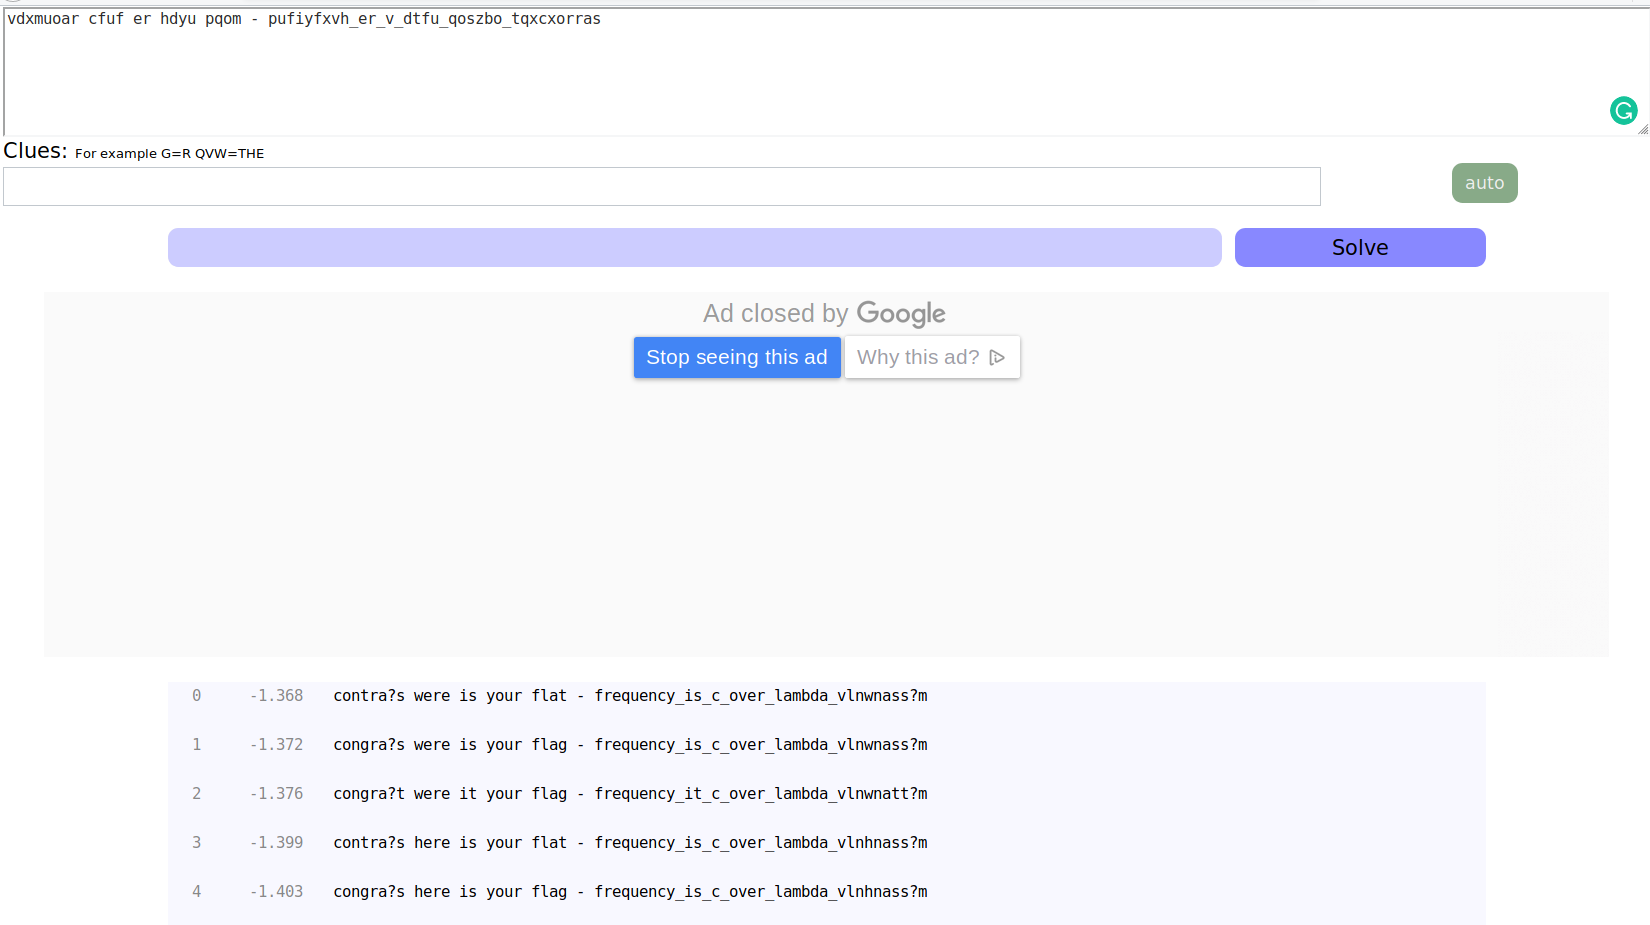 vdxmuoar cfuf er hdyu pqom - pufiyfxvh_er_v_dtfu_qoszbo_tqxcxorras
Clues: For example G=R QVW=THE
auto
Solve
Ad closed by Google
Stop seeing this ad Why this ad?
0 -1.368 contra?s were is your flat - frequency_is_c_over_lambda_vlnwnass?m
1 -1.372 congra?s were is your flag - frequency_is_c_over_lambda_vlnwnass?m
2 -1.376 congra?t were it your flag - frequency_it_c_over_lambda_vlnwnatt?m
3 -1.399 contra?s here is your flat - frequency_is_c_over_lambda_vlnhnass?m
4 -1.403 congra?s here is your flag - frequency_is_c_over_lambda_vlnhnass?m